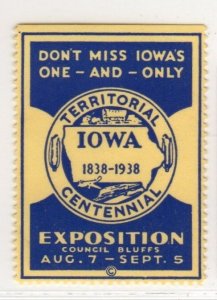 DON'T MISS IOWA'S
ONE - AND - ONLY
TERRITORIAL
IOWA
1838-1938
CENTENNIAL
EXPOSITION
COUNCIL BLUFFS
AUG. 7 - SEPT. 5
©